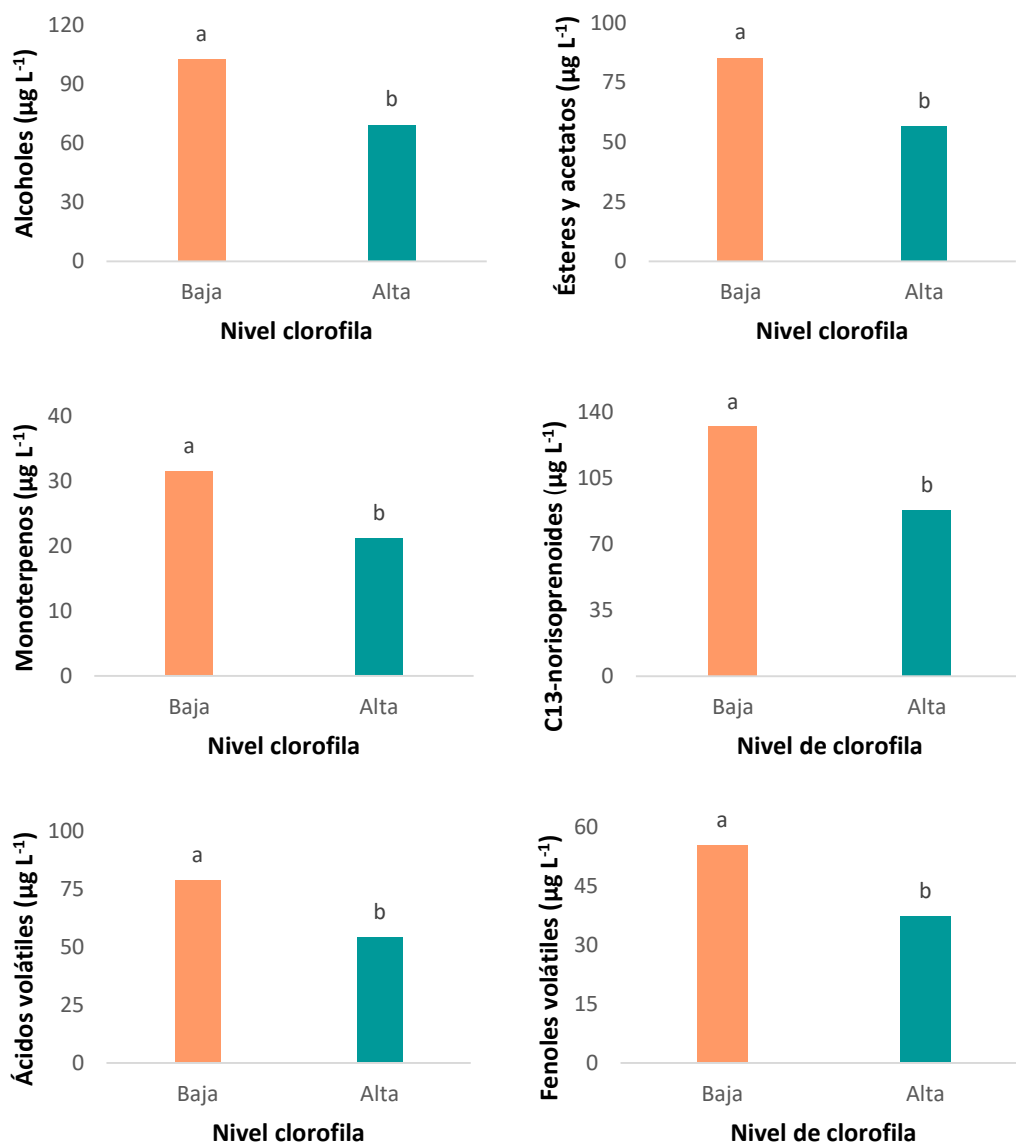 Alcoholes (µg L⁻¹)
120
90
60
30
0
a
b
Baja Alta
Nivel clorofila
Ésteres y acetatos (µg L⁻¹)
100
75
50
25
0
a
b
Baja Alta
Nivel clorofila
Monoterpenos (µg L⁻¹)
40
30
20
10
0
a
b
Baja Alta
Nivel clorofila
C13-norisoprenoides (µg L⁻¹)
140
105
70
35
0
a
b
Baja Alta
Nivel de clorofila
Ácidos volátiles (µg L⁻¹)
100
75
50
25
0
a
b
Baja Alta
Nivel clorofila
Fenoles volátiles (µg L⁻¹)
60
45
30
15
0
a
b
Baja Alta
Nivel de clorofila